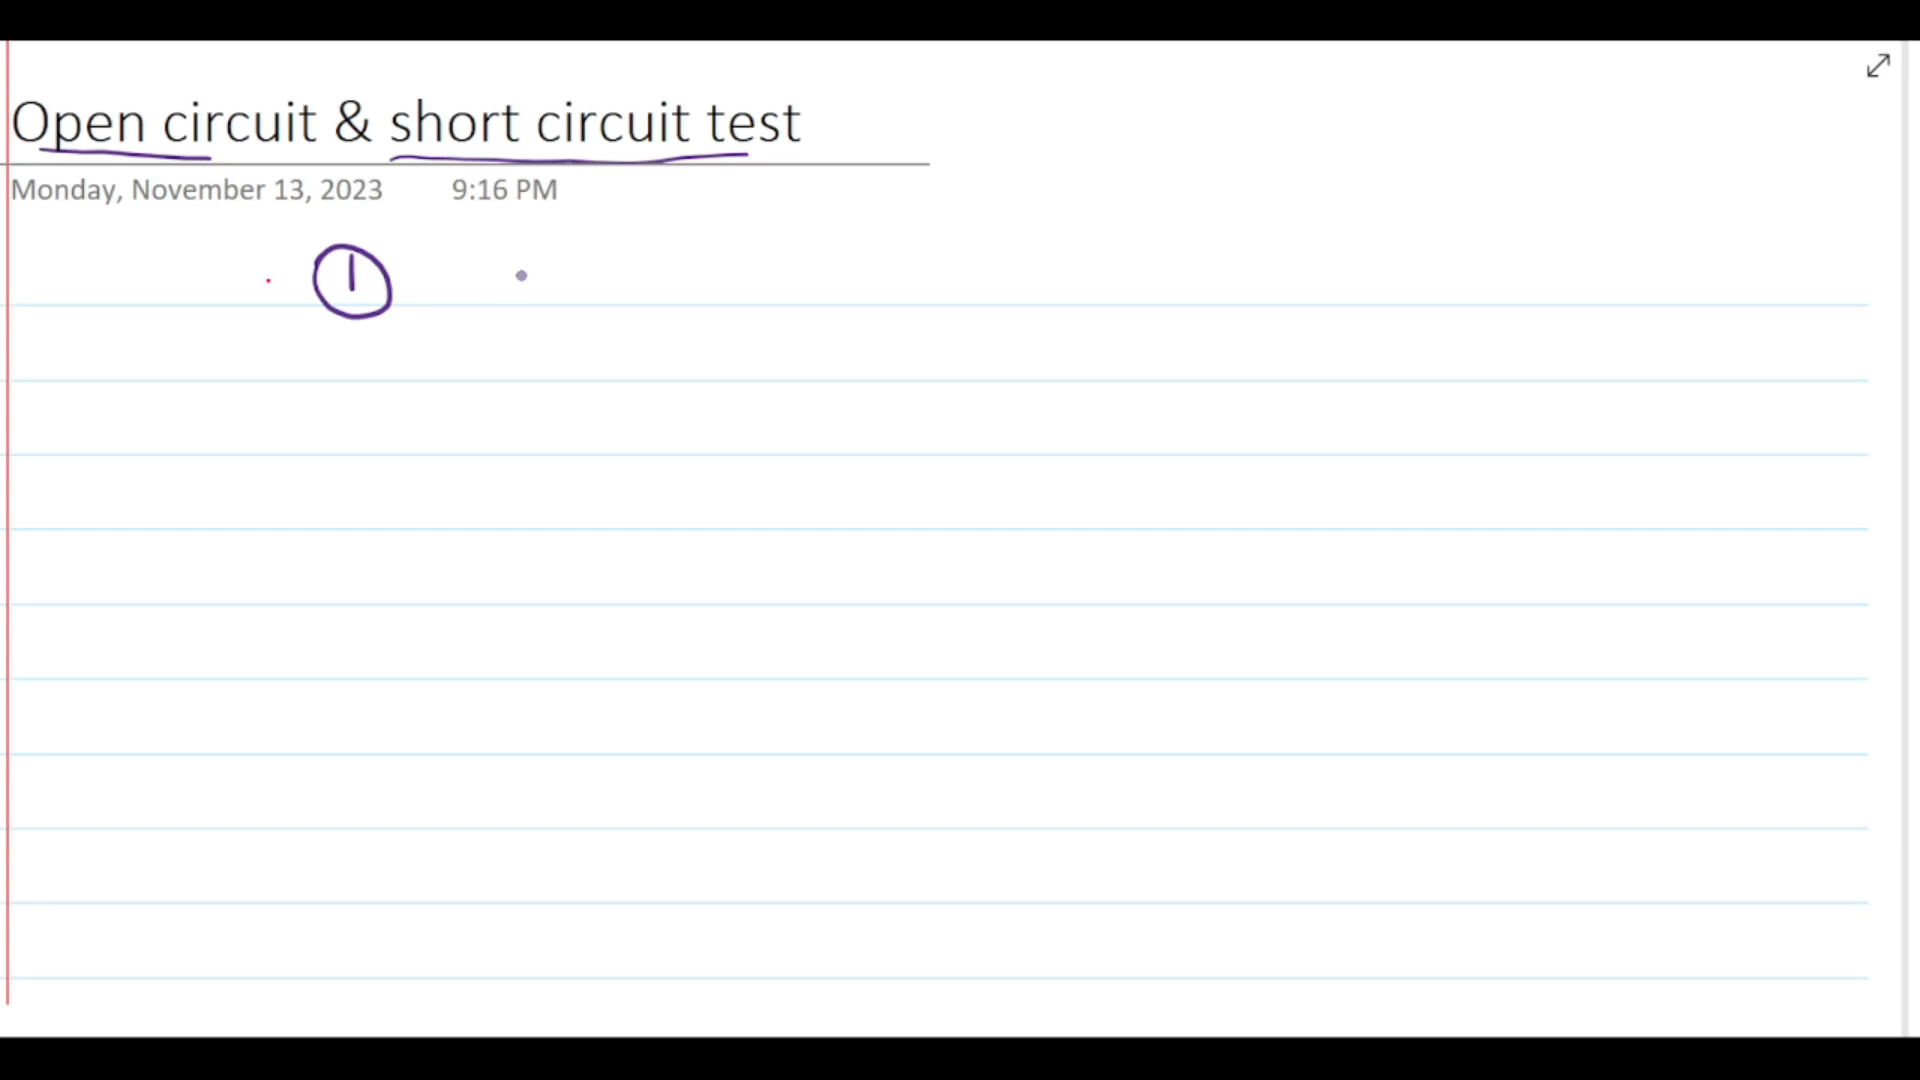 Open circuit & short circuit test
Monday, November 13, 2023 9:16 PM
1